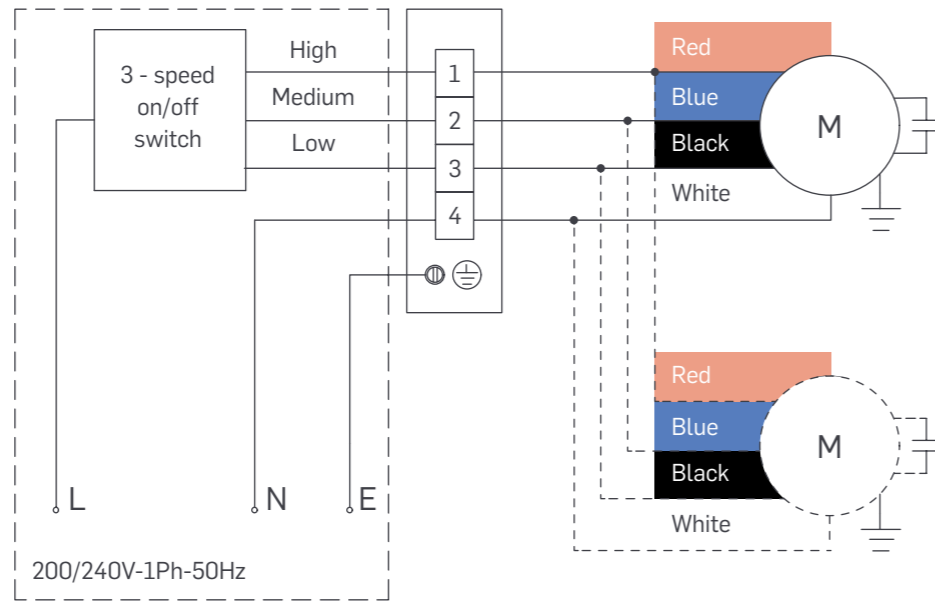 3 - speed
on/off
switch
High
Medium
Low
1
2
3
4
Red
Blue
Black
White
M
Red
Blue
Black
White
M
L
N
E
200/240V-1Ph-50Hz